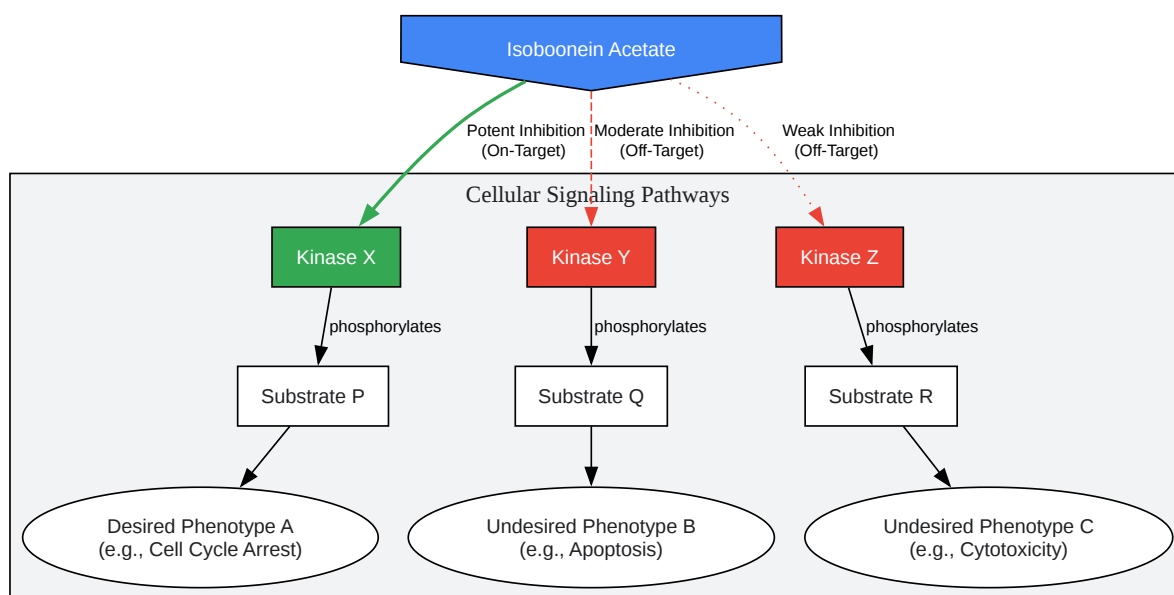 Isoboonein Acetate
Potent Inhibition
(On-Target)
Moderate Inhibition
(Off-Target)
Weak Inhibition
(Off-Target)
Cellular Signaling Pathways
Kinase X
Kinase Y
Kinase Z
phosphorylates
phosphorylates
phosphorylates
Substrate P
Substrate Q
Substrate R
Desired Phenotype A
(e.g., Cell Cycle Arrest)
Undesired Phenotype B
(e.g., Apoptosis)
Undesired Phenotype C
(e.g., Cytotoxicity)